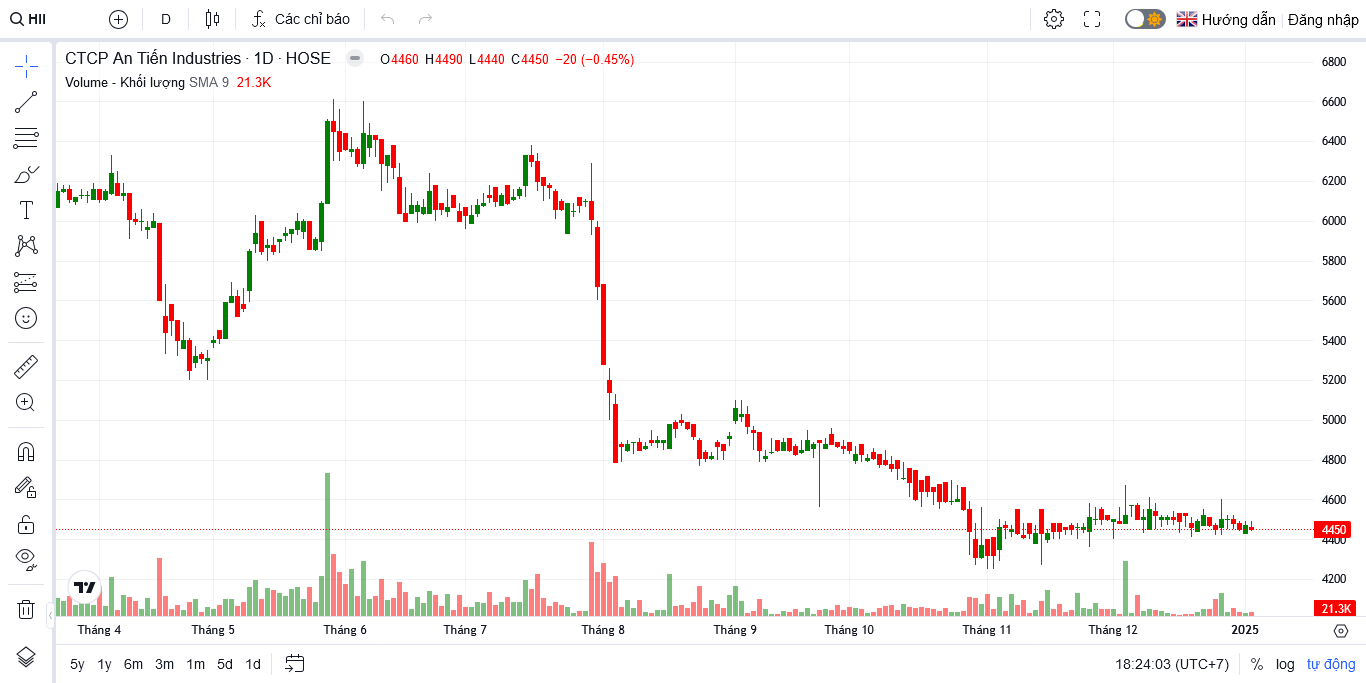 HII D Các chỉ báo Hướng dẫn Đăng nhập
CTCP An Tiến Industries · 1D · HOSE O4460 H4490 L4440 C4450 −20 (−0.45%)
Volume - Khối lượng SMA 9 21.3K
6800
6600
6400
6200
6000
5800
5600
5400
5200
5000
4800
4600
4450
4400
4200
21.3K
Tháng 4 Tháng 5 Tháng 6 Tháng 7 Tháng 8 Tháng 9 Tháng 10 Tháng 11 Tháng 12 2025
5y 1y 6m 3m 1m 5d 1d 18:24:03 (UTC+7) % log tự động